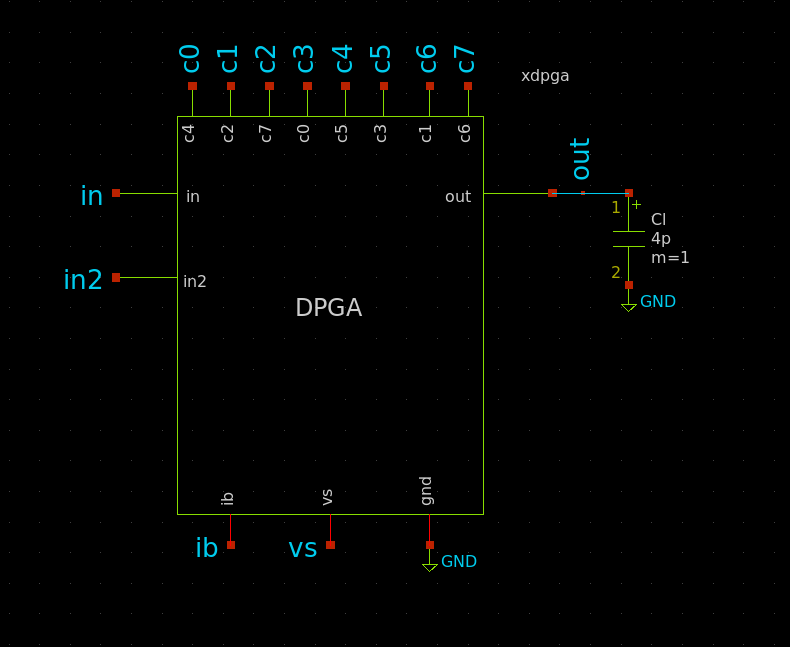 c0 c1 c2 c3 c4 c5 c6 c7
xdpga
c4 c2 c7 c0 c5 c3 c1 c6
out
in in out
1 +
Cl
4p
m=1
2
in2 in2
GND
DPGA
ib vs gnd
ib vs
GND